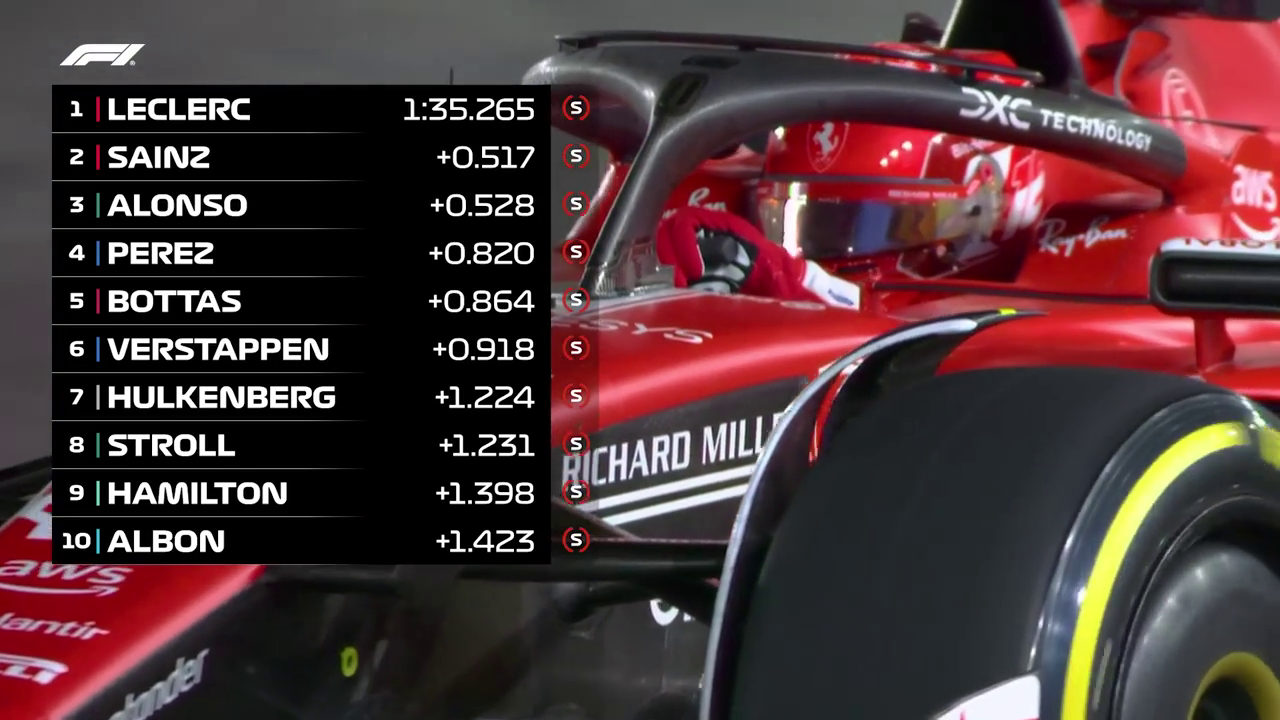 F1
1 LECLERC 1:35.265 S
2 SAINZ +0.517 S
3 ALONSO +0.528 S
4 PEREZ +0.820 S
5 BOTTAS +0.864 S
6 VERSTAPPEN +0.918 S
7 HULKENBERG +1.224 S
8 STROLL +1.231 S
9 HAMILTON +1.398 S
10 ALBON +1.423 S
DXC TECHNOLOGY
aws
Ray-Ban
Ray-Ban
RICHARD MILLE
16
aws